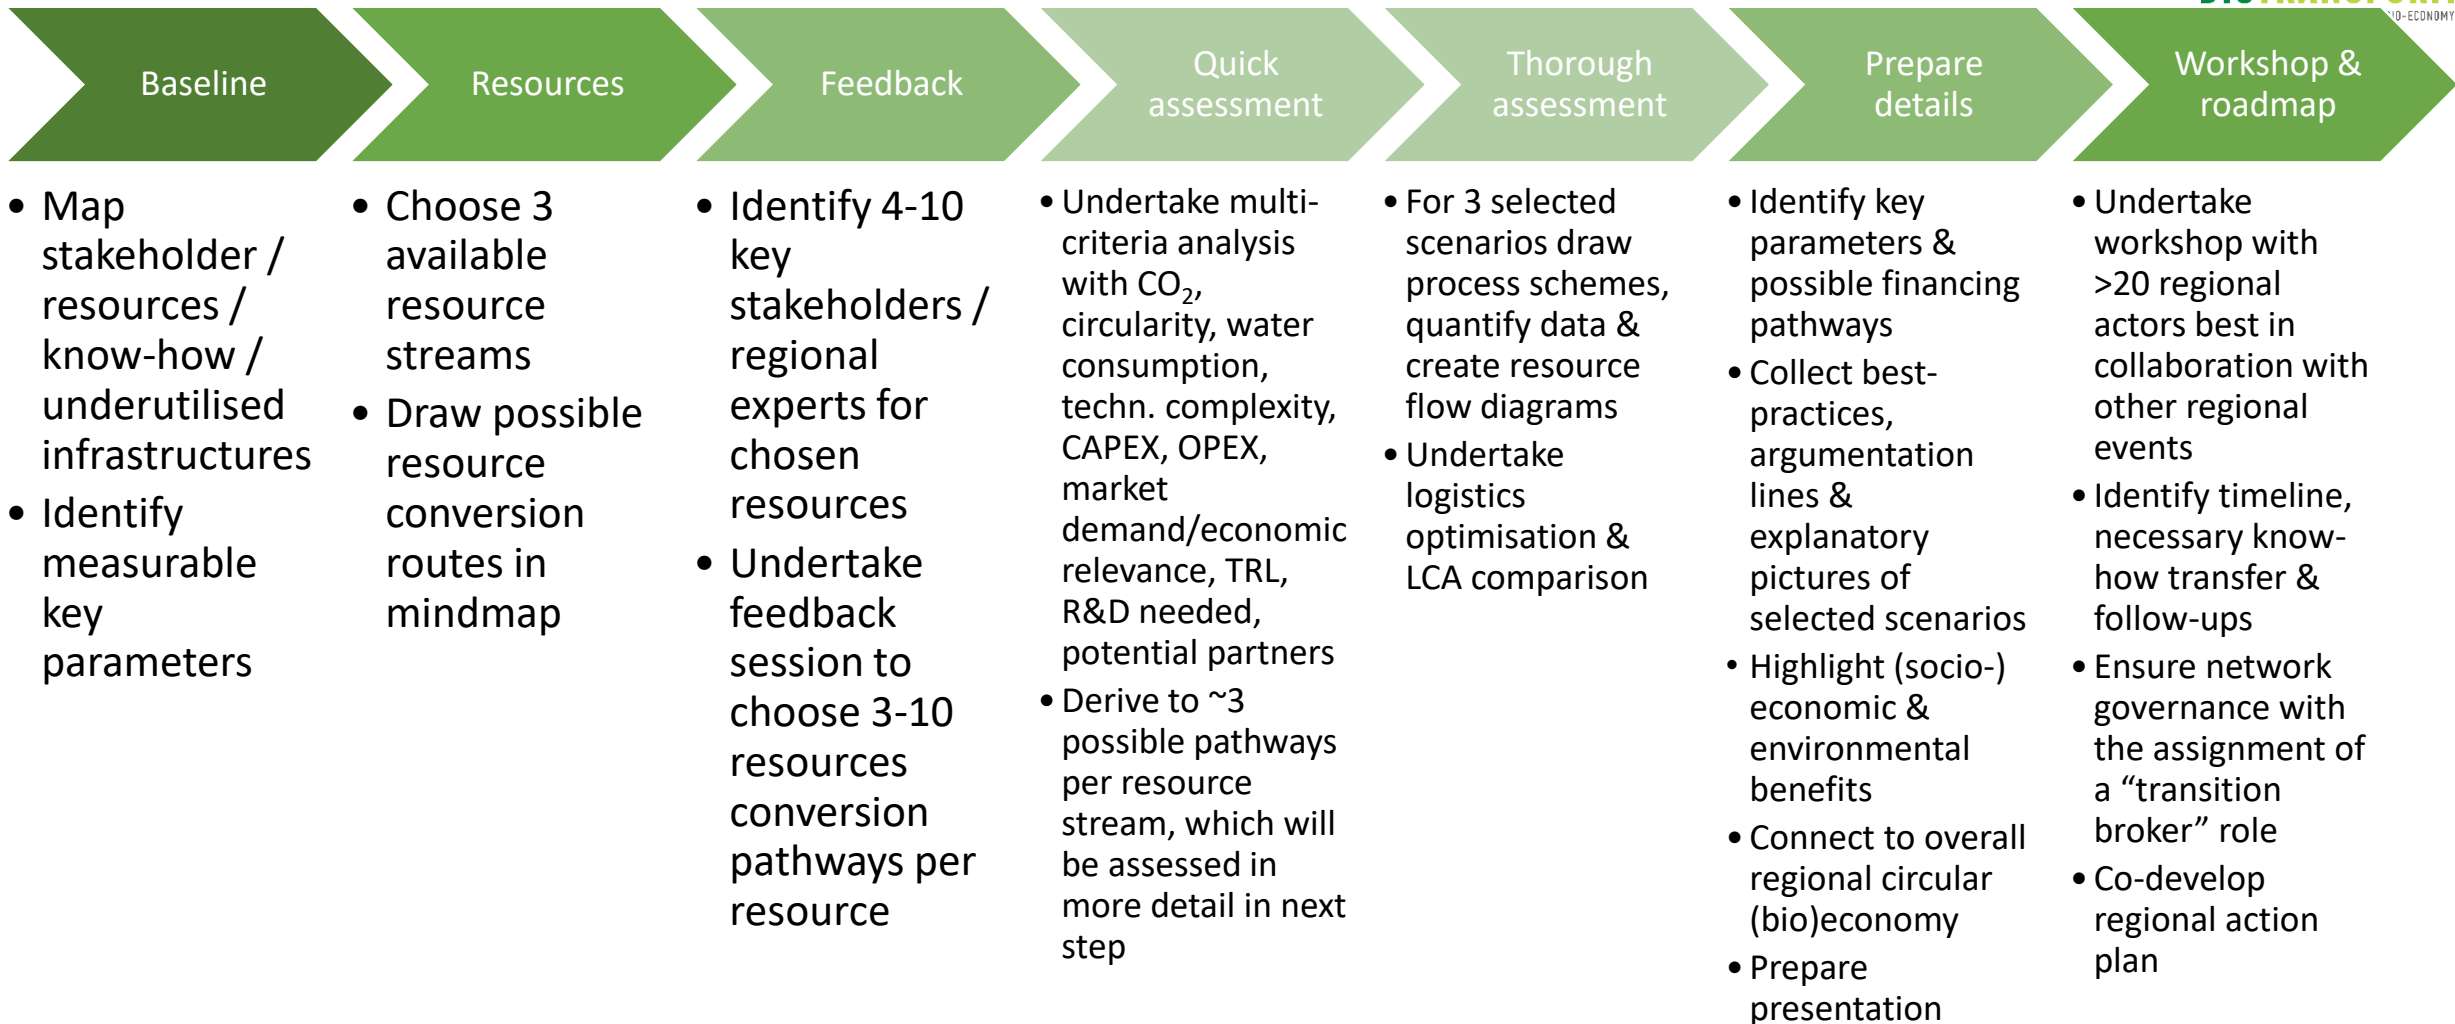 IO-ECONOMY
Baseline
Resources
Feedback
Quick
assessment
Thorough
assessment
Prepare
details
Workshop &
roadmap
• Map
stakeholder /
resources /
know-how /
underutilised
infrastructures
• Identify
measurable
key
parameters
• Choose 3
available
resource
streams
• Draw possible
resource
conversion
routes in
mindmap
• Identify 4-10
key
stakeholders /
regional
experts for
chosen
resources
• Undertake
feedback
session to
choose 3-10
resources
conversion
pathways per
resource
• Undertake multi-
criteria analysis
with CO₂,
circularity, water
consumption,
techn. complexity,
CAPEX, OPEX,
market
demand/economic
relevance, TRL,
R&D needed,
potential partners
• Derive to ~3
possible pathways
per resource
stream, which will
be assessed in
more detail in next
step
• For 3 selected
scenarios draw
process schemes,
quantify data &
create resource
flow diagrams
• Undertake
logistics
optimisation &
LCA comparison
• Identify key
parameters &
possible financing
pathways
• Collect best-
practices,
argumentation
lines &
explanatory
pictures of
selected scenarios
• Highlight (socio-)
economic &
environmental
benefits
• Connect to overall
regional circular
(bio)economy
• Prepare
presentation
• Undertake
workshop with
>20 regional
actors best in
collaboration with
other regional
events
• Identify timeline,
necessary know-
how transfer &
follow-ups
• Ensure network
governance with
the assignment of
a “transition
broker” role
• Co-develop
regional action
plan